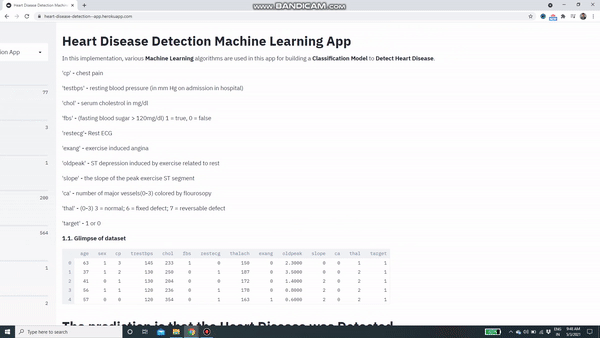 www.BANDICAM.com
Heart Disease Detection Machin
heart-disease-detection--app.herokuapp.com
ion App
77
3
1
200
564
1
2
Heart Disease Detection Machine Learning App
In this implementation, various Machine Learning algorithms are used in this app for building a Classification Model to Detect Heart Disease.
'cp' - chest pain
'testbps' - resting blood pressure (in mm Hg on admission in hospital)
'chol' - serum cholestrol in mg/dl
'fbs' - (fasting blood sugar > 120mg/dl) 1 = true, 0 = false
'restecg'- Rest ECG
'exang' - exercise induced angina
'oldpeak' - ST depression induced by exercise related to rest
'slope' - the slope of the peak exercise ST segment
'ca' - number of major vessels(0-3) colored by flourosopy
'thal' - (0-3) 3 = normal; 6 = fixed defect; 7 = reversable defect
'target' - 1 or 0
1.1. Glimpse of dataset
age sex cp trestbps chol fbs restecg thalach exang oldpeak slope ca thal target
0 63 1 3 145 233 1 0 150 0 2.3000 0 0 1 1
1 37 1 2 130 250 0 1 187 0 3.5000 0 0 2 1
2 41 0 1 130 204 0 0 172 0 1.4000 2 0 2 1
3 56 1 1 120 236 0 1 178 0 0.8000 2 0 2 1
4 57 0 0 120 354 0 1 163 1 0.6000 2 0 2 1
The prediction is that the Heart Disease was Detected
Type here to search
ENG
IN
9:48 AM